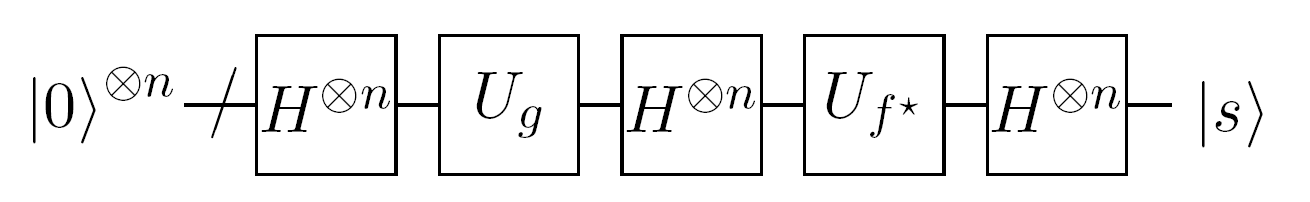 |0⟩^{⊗n} H^{⊗n} U_g H^{⊗n} U_{f^⋆} H^{⊗n} |s⟩